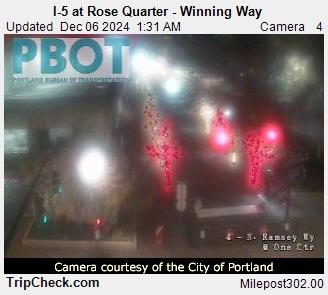 I-5 at Rose Quarter - Winning Way
Updated Dec 06 2024 1:31 AM Camera 4
PBOT
PORTLAND BUREAU OF TRANSPORTATION
4 - N. Ramsey Wy
@ One Ctr
Camera courtesy of the City of Portland
TripCheck.com Milepost302.00